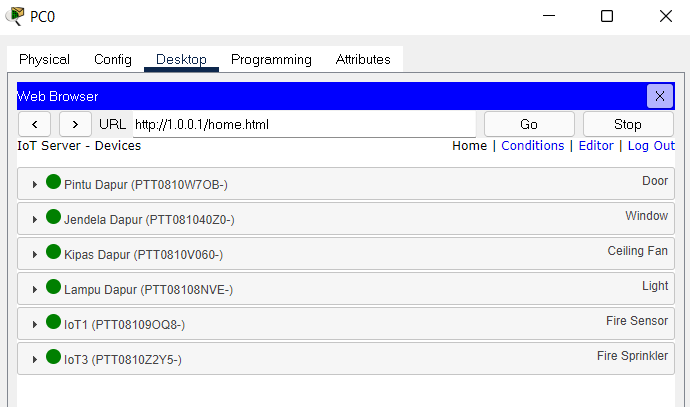 PC0
Physical Config Desktop Programming Attributes
Web Browser X
< > URL http://1.0.0.1/home.html Go Stop
IoT Server - Devices Home | Conditions | Editor | Log Out
Pintu Dapur (PTT0810W7OB-) Door
Jendela Dapur (PTT081040Z0-) Window
Kipas Dapur (PTT0810V060-) Ceiling Fan
Lampu Dapur (PTT08108NVE-) Light
IoT1 (PTT08109OQ8-) Fire Sensor
IoT3 (PTT0810Z2Y5-) Fire Sprinkler